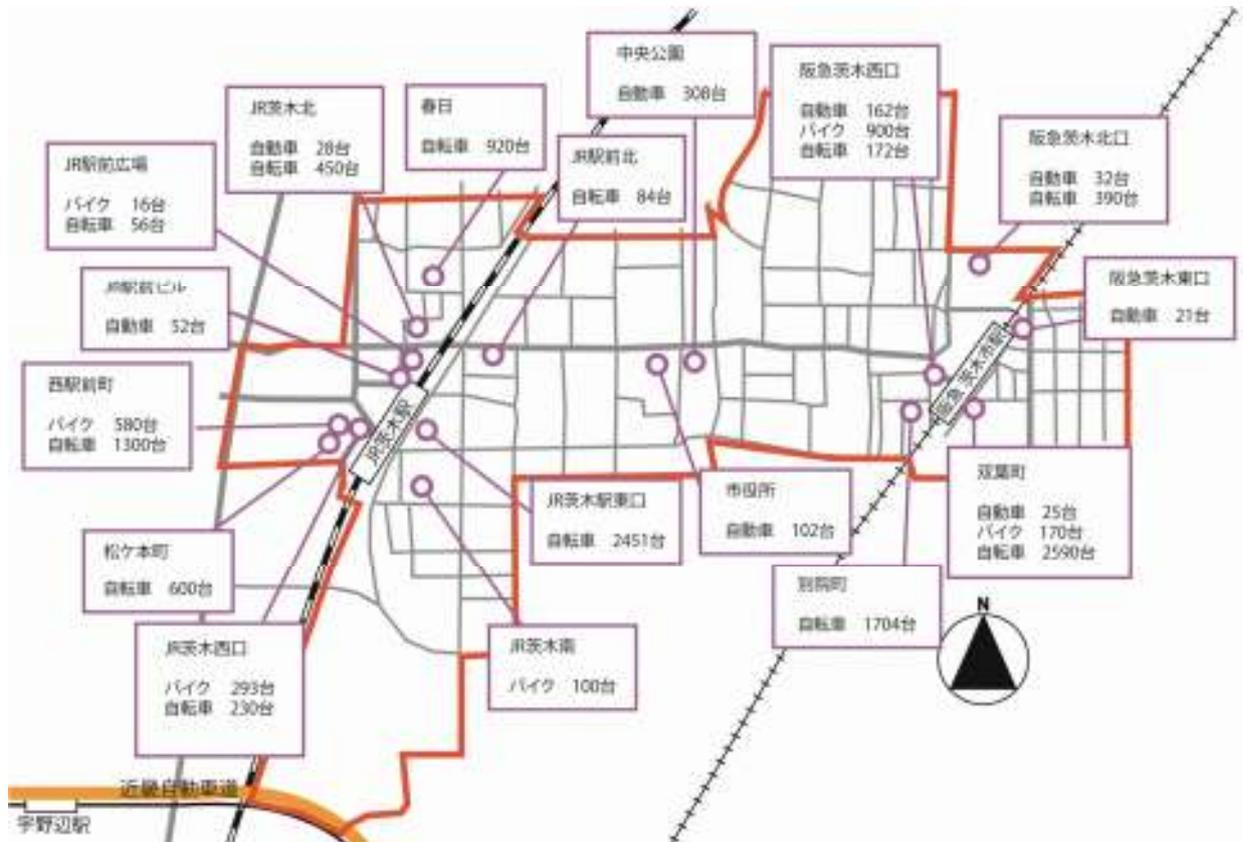 中央公園
自動車 308台
阪急茨木西口
自動車 162台
バイク 900台
自転車 172台
JR茨木北
自動車 28台
自転車 450台
春日
自転車 920台
阪急茨木北口
自動車 32台
自転車 390台
JR駅前広場
バイク 16台
自転車 56台
JR駅前北
自転車 84台
JR駅前ビル
自動車 52台
阪急茨木東口
自動車 21台
西駅前町
バイク 580台
自転車 1300台
JR茨木駅
阪急 茨木市駅
松ケ本町
自転車 600台
JR茨木駅東口
自転車 2451台
市役所
自動車 102台
双葉町
自動車 25台
バイク 170台
自転車 2590台
別院町
自転車 1704台
N
JR茨木西口
バイク 293台
自転車 230台
JR茨木南
バイク 100台
近畿自動車道
宇野辺駅